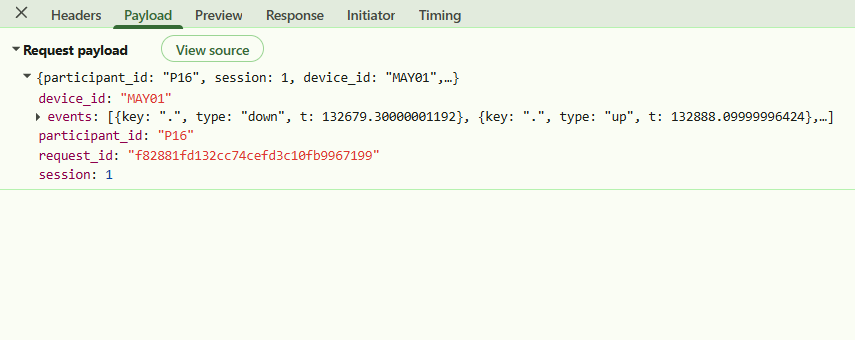 Headers Payload Preview Response Initiator Timing
Request payload View source
{participant_id: "P16", session: 1, device_id: "MAY01",…}
device_id: "MAY01"
events: [{key: ".", type: "down", t: 132679.30000001192}, {key: ".", type: "up", t: 132888.09999996424},…]
participant_id: "P16"
request_id: "f82881fd132cc74cefd3c10fb9967199"
session: 1